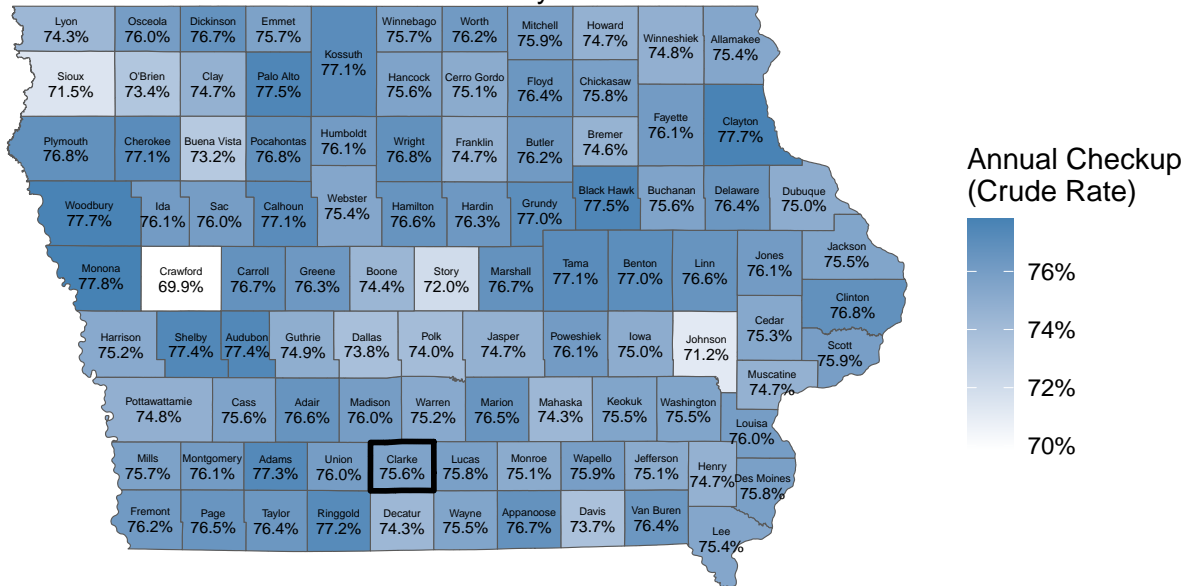 Lyon
74.3%
Osceola
76.0%
Dickinson
76.7%
Emmet
75.7%
Kossuth
77.1%
Winnebago
75.7%
Worth
76.2%
Mitchell
75.9%
Howard
74.7%
Winneshiek
74.8%
Allamakee
75.4%
Sioux
71.5%
O'Brien
73.4%
Clay
74.7%
Palo Alto
77.5%
Hancock
75.6%
Cerro Gordo
75.1%
Floyd
76.4%
Chickasaw
75.8%
Plymouth
76.8%
Cherokee
77.1%
Buena Vista
73.2%
Pocahontas
76.8%
Humboldt
76.1%
Wright
76.8%
Franklin
74.7%
Butler
76.2%
Bremer
74.6%
Fayette
76.1%
Clayton
77.7%
Woodbury
77.7%
Ida
76.1%
Sac
76.0%
Calhoun
77.1%
Webster
75.4%
Hamilton
76.6%
Hardin
76.3%
Grundy
77.0%
Black Hawk
77.5%
Buchanan
75.6%
Delaware
76.4%
Dubuque
75.0%
Monona
77.8%
Crawford
69.9%
Carroll
76.7%
Greene
76.3%
Boone
74.4%
Story
72.0%
Marshall
76.7%
Tama
77.1%
Benton
77.0%
Linn
76.6%
Jones
76.1%
Jackson
75.5%
Clinton
76.8%
Harrison
75.2%
Shelby
77.4%
Audubon
77.4%
Guthrie
74.9%
Dallas
73.8%
Polk
74.0%
Jasper
74.7%
Poweshiek
76.1%
Iowa
75.0%
Johnson
71.2%
Cedar
75.3%
Scott
75.9%
Muscatine
74.7%
Pottawattamie
74.8%
Cass
75.6%
Adair
76.6%
Madison
76.0%
Warren
75.2%
Marion
76.5%
Mahaska
74.3%
Keokuk
75.5%
Washington
75.5%
Louisa
76.0%
Mills
75.7%
Montgomery
76.1%
Adams
77.3%
Union
76.0%
Clarke
75.6%
Lucas
75.8%
Monroe
75.1%
Wapello
75.9%
Jefferson
75.1%
Henry
74.7%
Des Moines
75.8%
Fremont
76.2%
Page
76.5%
Taylor
76.4%
Ringgold
77.2%
Decatur
74.3%
Wayne
75.5%
Appanoose
76.7%
Davis
73.7%
Van Buren
76.4%
Lee
75.4%
Annual Checkup
(Crude Rate)
76%
74%
72%
70%